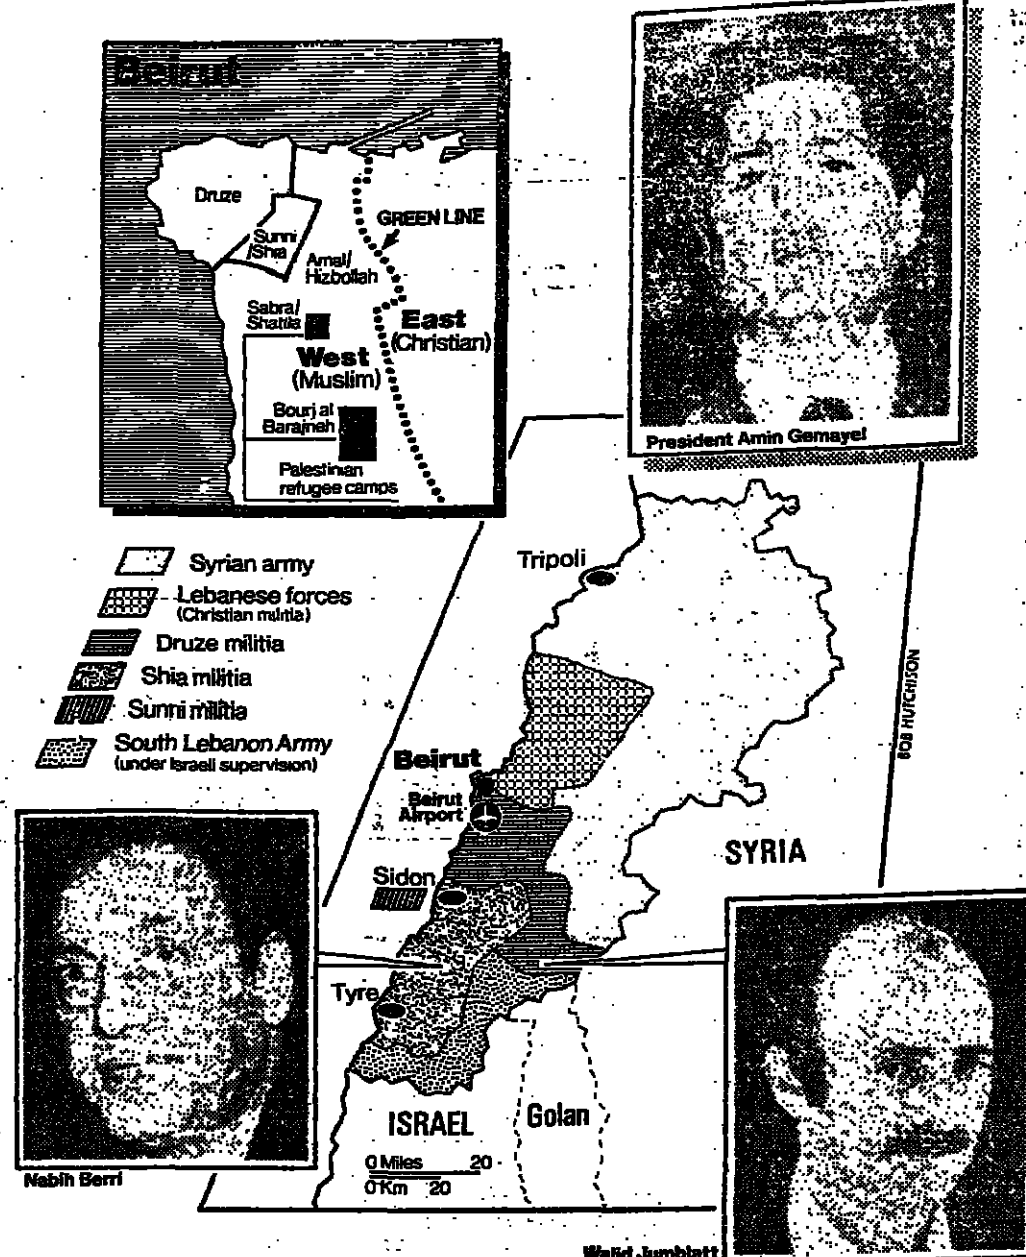 Beirut
Druze
Sunni
/Shia
GREEN LINE
Amal/
Hizbollah
Sabra/
Shatila
East
(Christian)
West
(Muslim)
Bourj al
Barajneh
Palestinian
refugee camps
President Amin Gemayel
Syrian army
Lebanese forces
(Christian militia)
Druze militia
Shia militia
Sunni militia
South Lebanon Army
(under Israeli supervision)
Tripoli
BOB HUTCHISON
Beirut
Beirut
Airport
SYRIA
Sidon
Tyre
ISRAEL
Golan
0 Miles 20
0 Km 20
Nabih Berri
Walid Jumblatt